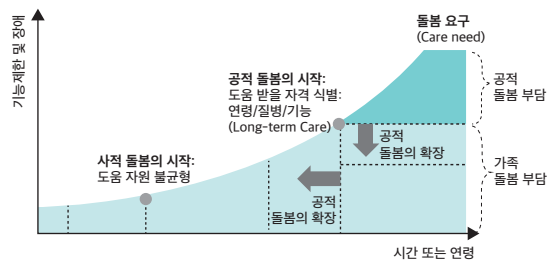 기능제한 및 장애
돌봄 요구
(Care need)
공적 돌봄의 시작:
도움 받을 자격 식별:
연령/질병/기능
(Long-term Care)
공적
돌봄 부담
사적 돌봄의 시작:
도움 자원 불균형
공적
돌봄의 확장
가족
돌봄 부담
공적
돌봄의 확장
시간 또는 연령